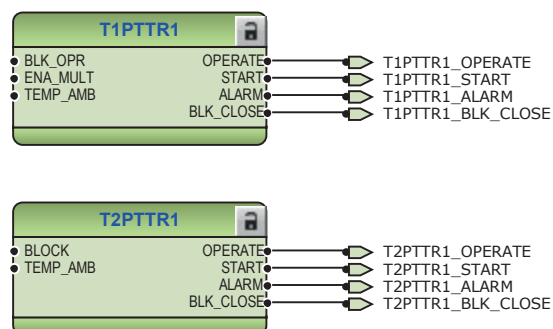 T1PTTR1
BLK_OPR OPERATE T1PTTR1_OPERATE
ENA_MULT START T1PTTR1_START
TEMP_AMB ALARM T1PTTR1_ALARM
BLK_CLOSE T1PTTR1_BLK_CLOSE
T2PTTR1
BLOCK OPERATE T2PTTR1_OPERATE
TEMP_AMB START T2PTTR1_START
ALARM T2PTTR1_ALARM
BLK_CLOSE T2PTTR1_BLK_CLOSE